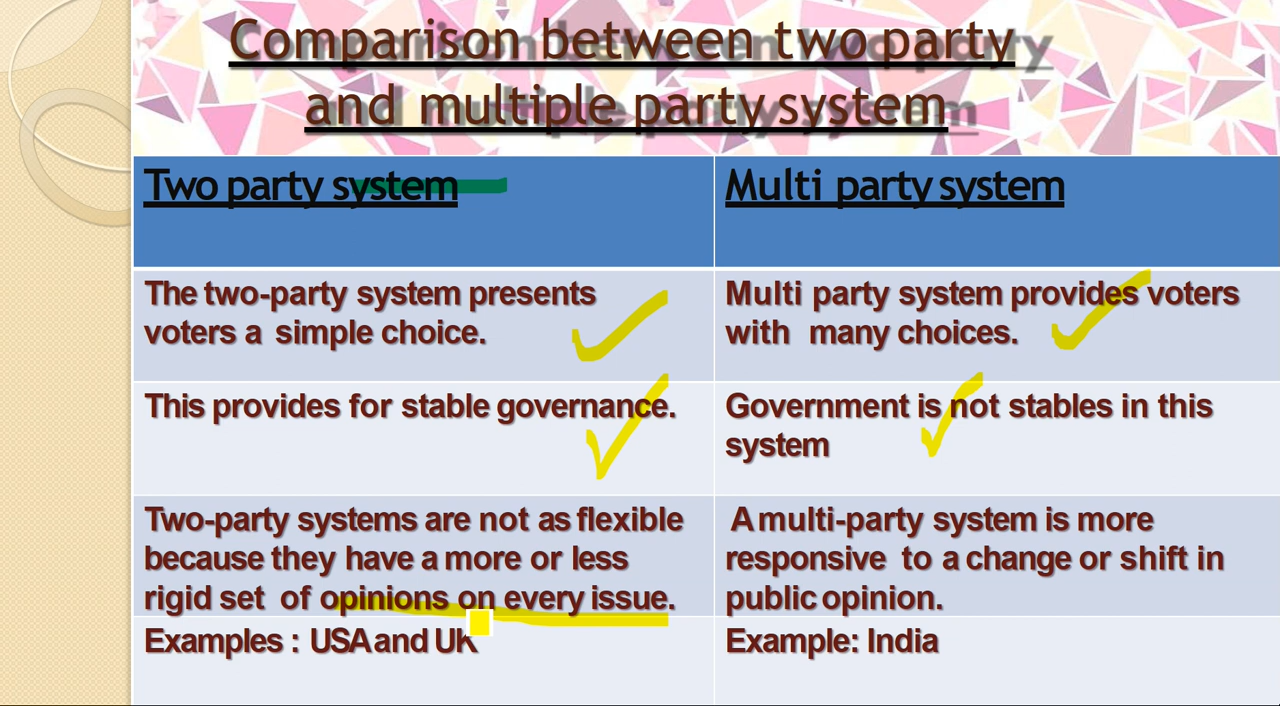 Comparison between two party
and multiple party system
Two party system
Multi party system
The two-party system presents
voters a simple choice.
Multi party system provides voters
with many choices.
This provides for stable governance.
Government is not stables in this
system
Two-party systems are not as flexible
because they have a more or less
rigid set of opinions on every issue.
A multi-party system is more
responsive to a change or shift in
public opinion.
Examples : USA and UK
Example: India